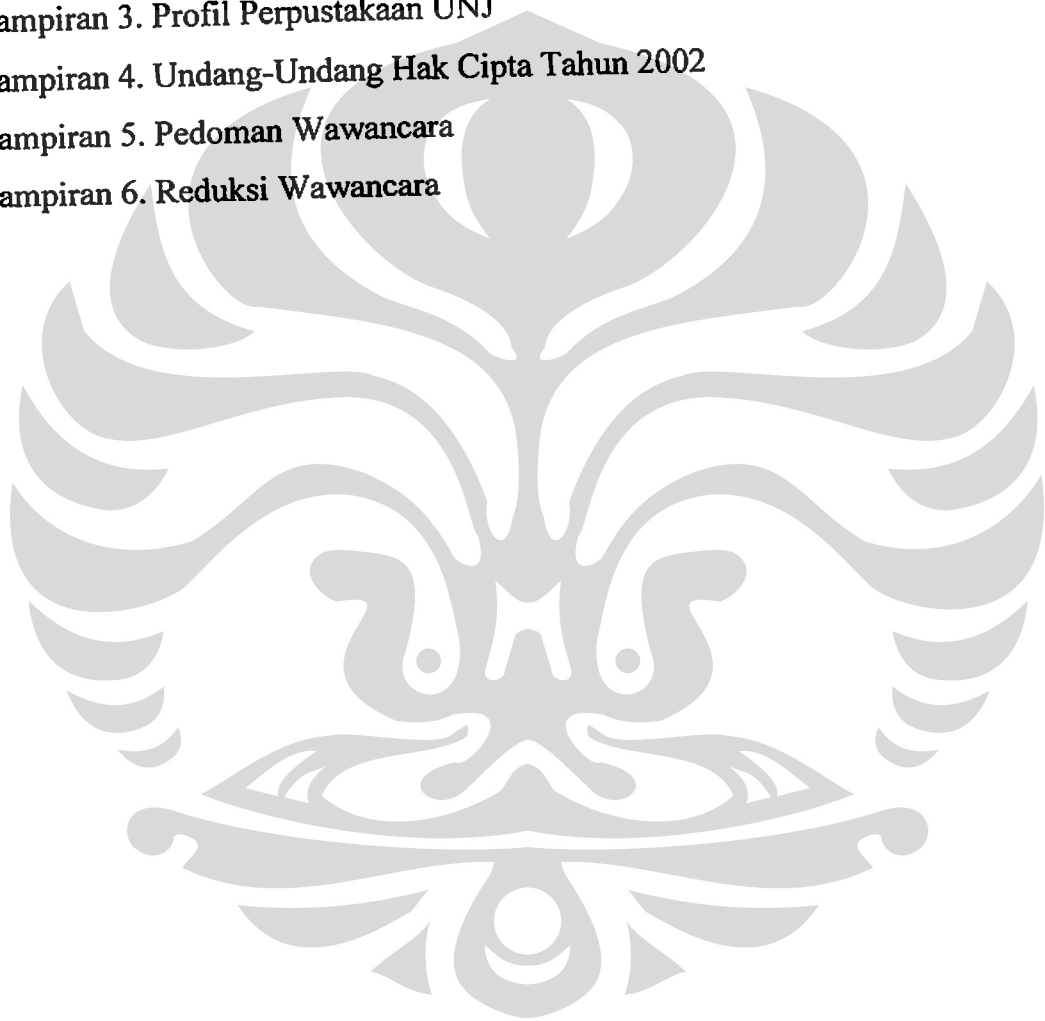 ampiran 3. Profil Perpustakaan UNJ
ampiran 4. Undang-Undang Hak Cipta Tahun 2002
ampiran 5. Pedoman Wawancara
ampiran 6. Reduksi Wawancara